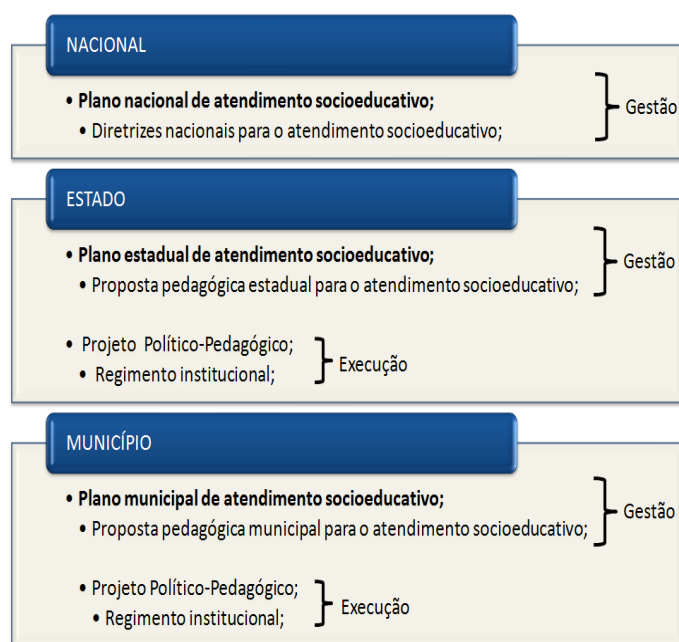 NACIONAL
• Plano nacional de atendimento socioeducativo;
• Diretrizes nacionais para o atendimento socioeducativo;
Gestão
ESTADO
• Plano estadual de atendimento socioeducativo;
• Proposta pedagógica estadual para o atendimento socioeducativo;
Gestão
• Projeto Político-Pedagógico;
• Regimento institucional;
Execução
MUNICÍPIO
• Plano municipal de atendimento socioeducativo;
• Proposta pedagógica municipal para o atendimento socioeducativo;
Gestão
• Projeto Político-Pedagógico;
• Regimento institucional;
Execução